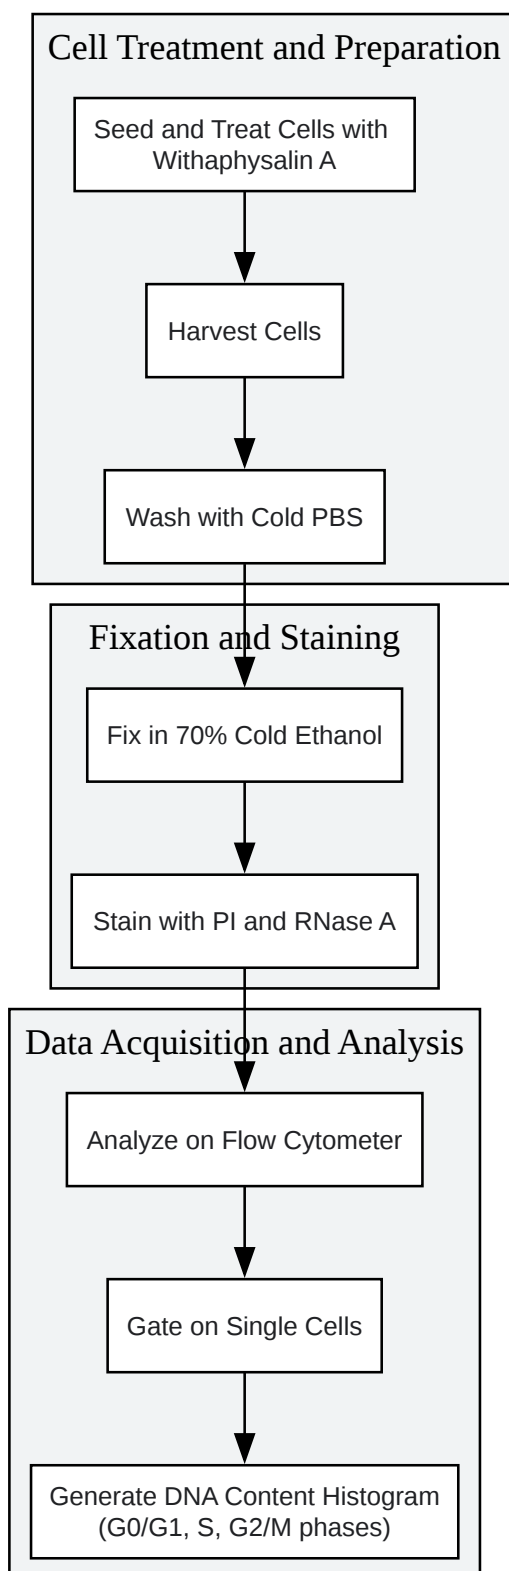 Cell Treatment and Preparation
Seed and Treat Cells with
Withaphysalin A
Harvest Cells
Wash with Cold PBS
Fixation and Staining
Fix in 70% Cold Ethanol
Stain with PI and RNase A
Data Acquisition and Analysis
Analyze on Flow Cytometer
Gate on Single Cells
Generate DNA Content Histogram
(G0/G1, S, G2/M phases)